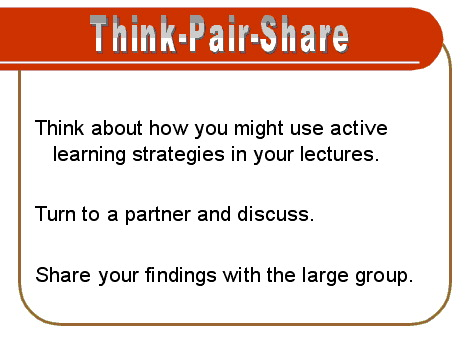 Think-Pair-Share
Think about how you might use active
learning strategies in your lectures.
Turn to a partner and discuss.
Share your findings with the large group.